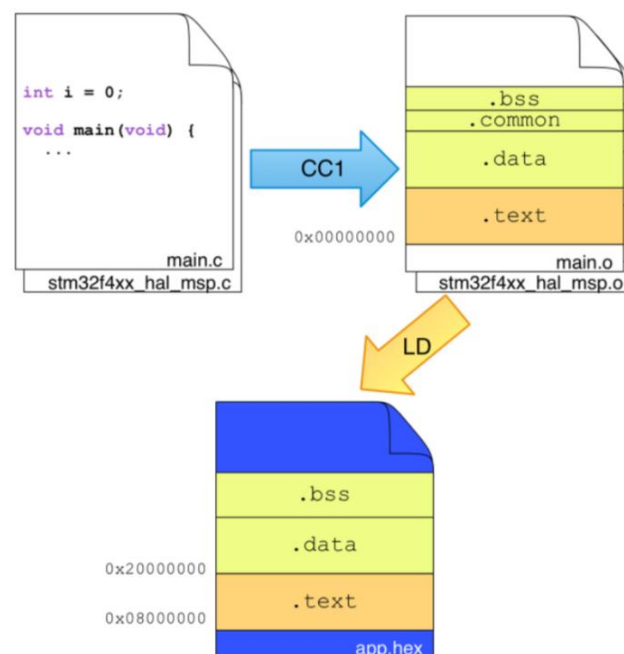 int i = 0;
void main(void) {
...
main.c
stm32f4xx_hal_msp.c
CC1
.bss
.common
.data
.text
0x00000000
main.o
stm32f4xx_hal_msp.o
LD
.bss
.data
0x20000000
.text
0x08000000
app.hex